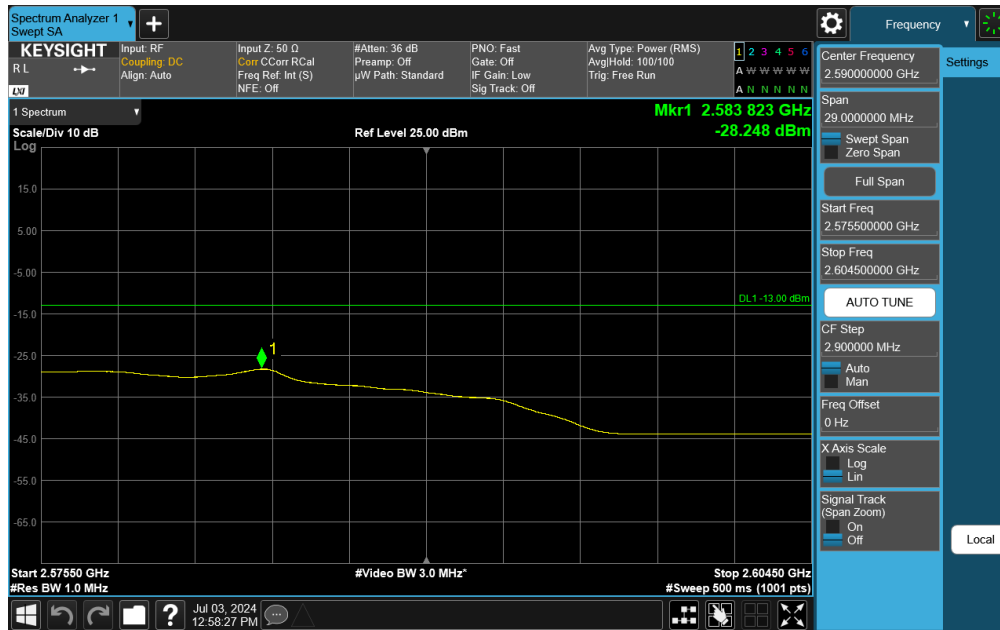 Spectrum Analyzer 1
Swept SA
+
Frequency
KEYSIGHT
R L
LXI
Input: RF
Coupling: DC
Align: Auto
Input Z: 50 Ω
Corr CCorr RCal
Freq Ref: Int (S)
NFE: Off
#Atten: 36 dB
Preamp: Off
µW Path: Standard
PNO: Fast
Gate: Off
IF Gain: Low
Sig Track: Off
Avg Type: Power (RMS)
Avg|Hold: 100/100
Trig: Free Run
1 2 3 4 5 6
A W W W W W
A N N N N N
1 Spectrum
Mkr1 2.583 823 GHz
-28.248 dBm
Scale/Div 10 dB
Ref Level 25.00 dBm
Log
15.0
5.00
-5.00
DL1 -13.00 dBm
-15.0
1
-25.0
-35.0
-45.0
-55.0
-65.0
Start 2.57550 GHz
#Video BW 3.0 MHz*
Stop 2.60450 GHz
#Res BW 1.0 MHz
#Sweep 500 ms (1001 pts)
?
Jul 03, 2024
12:58:27 PM
Center Frequency
2.590000000 GHz
Settings
Span
29.0000000 MHz
Swept Span
Zero Span
Full Span
Start Freq
2.575500000 GHz
Stop Freq
2.604500000 GHz
AUTO TUNE
CF Step
2.900000 MHz
Auto
Man
Freq Offset
0 Hz
X Axis Scale
Log
Lin
Signal Track
(Span Zoom)
On
Off
Local